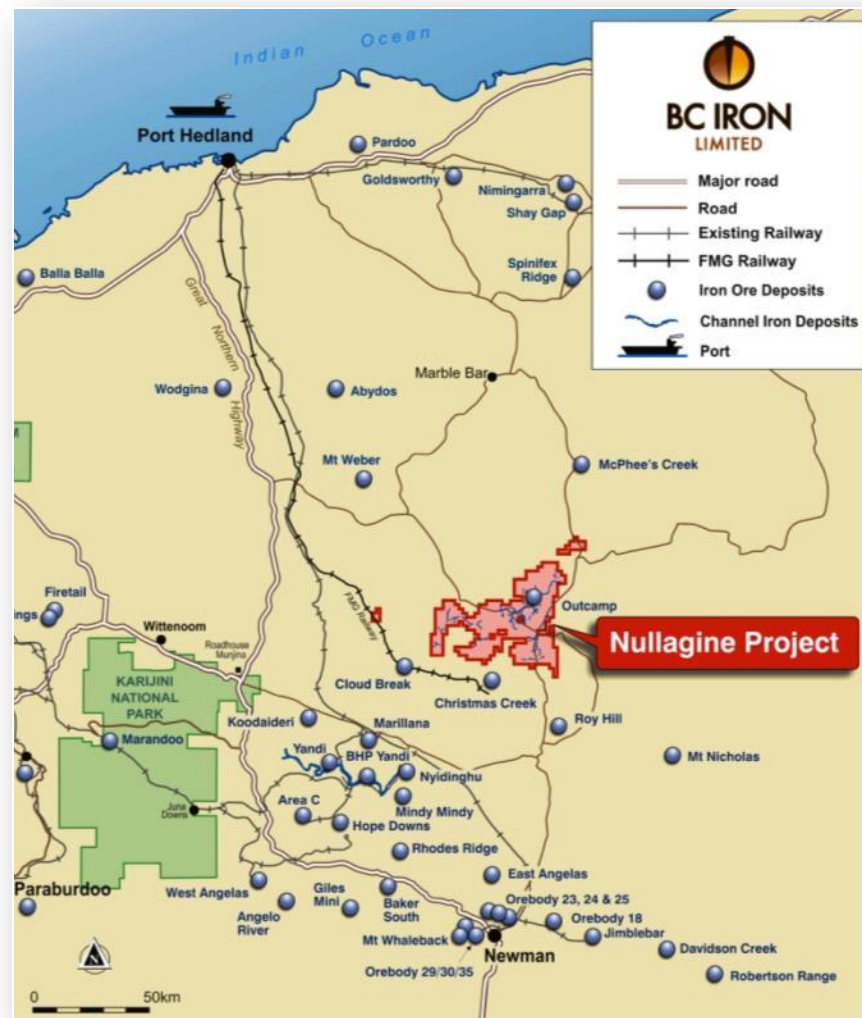 Indian Ocean
Port Hedland
Pardoo
Goldsworthy
Nimingarra
Shay Gap
Balla Balla
Spinifex
Ridge
Great Northern Highway
Wodgina
Abydos
Marble Bar
Mt Weber
McPhee's Creek
Firetail
ings
Wittenoom
Roadhouse
Munjina
FMG Railway
Outcamp
Nullagine Project
KARIJINI
NATIONAL
PARK
Cloud Break
Christmas Creek
Koodaideri
Marillana
Roy Hill
Marandoo
Yandi
BHP Yandi
Nyidinghu
Mt Nicholas
Juna
Downs
Area C
Mindy Mindy
Hope Downs
Rhodes Ridge
Paraburdoo
West Angelas
East Angelas
Angelo
River
Giles
Mini
Baker
South
Orebody 23, 24 & 25
Orebody 18
Mt Whaleback
Jimblebar
Newman
Davidson Creek
Orebody 29/30/35
Robertson Range
0 50km
BC IRON
LIMITED
Major road
Road
Existing Railway
FMG Railway
Iron Ore Deposits
Channel Iron Deposits
Port
M